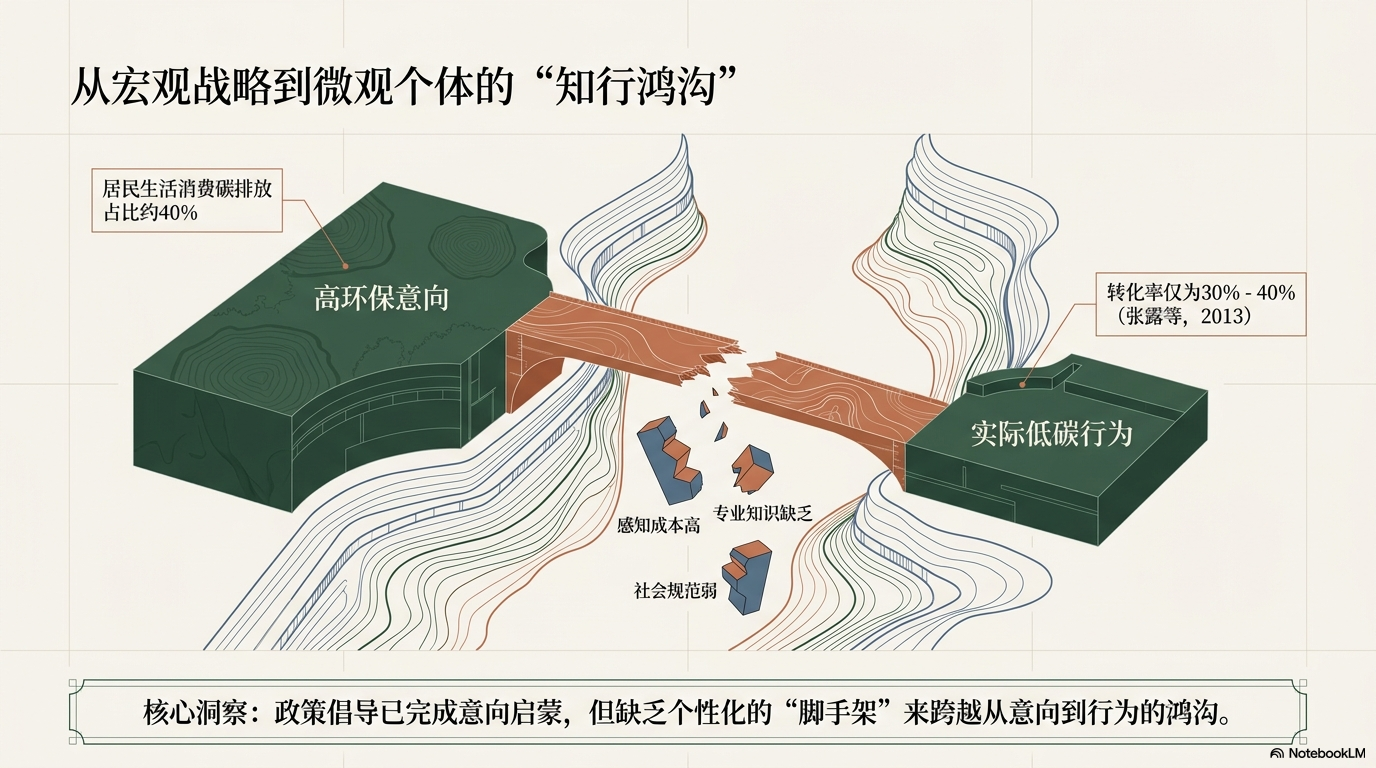 从宏观战略到微观个体的“知行鸿沟”
居民生活消费碳排放
占比约40%
高环保意向
转化率仅为30% - 40%
（张露等，2013）
实际低碳行为
感知成本高
专业知识缺乏
社会规范弱
核心洞察：政策倡导已完成意向启蒙，但缺乏个性化的“脚手架”来跨越从意向到行为的鸿沟。
NotebookLM